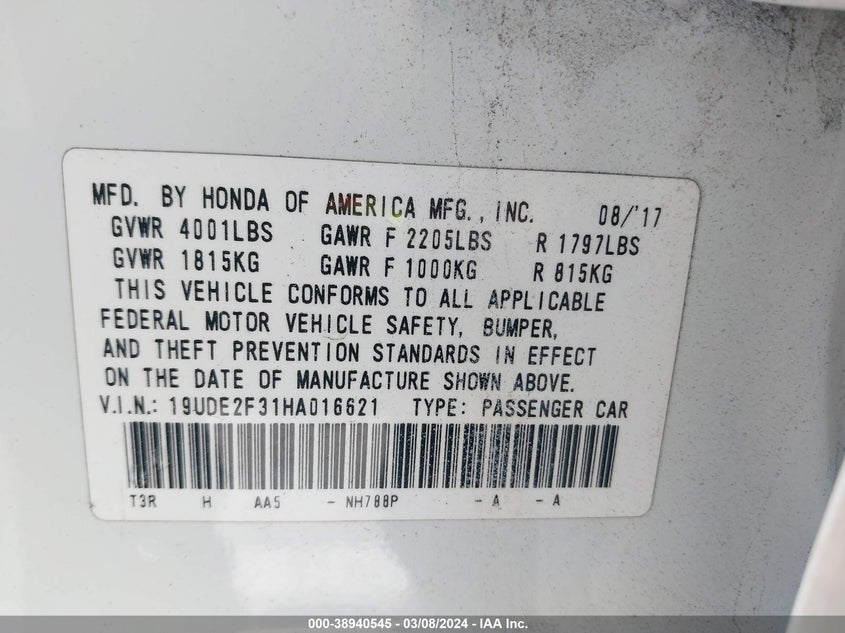 MFD. BY HONDA OF AMERICA MFG., INC. 08/'17
GVWR 4001LBS GAWR F 2205LBS R 1797LBS
GVWR 1815KG GAWR F 1000KG R 815KG
THIS VEHICLE CONFORMS TO ALL APPLICABLE
FEDERAL MOTOR VEHICLE SAFETY, BUMPER,
AND THEFT PREVENTION STANDARDS IN EFFECT
ON THE DATE OF MANUFACTURE SHOWN ABOVE.
V.I.N.: 19UDE2F31HA016621 TYPE: PASSENGER CAR
T3R H AA5 - NH788P - A - A
000-38940545 - 03/08/2024 - IAA Inc.